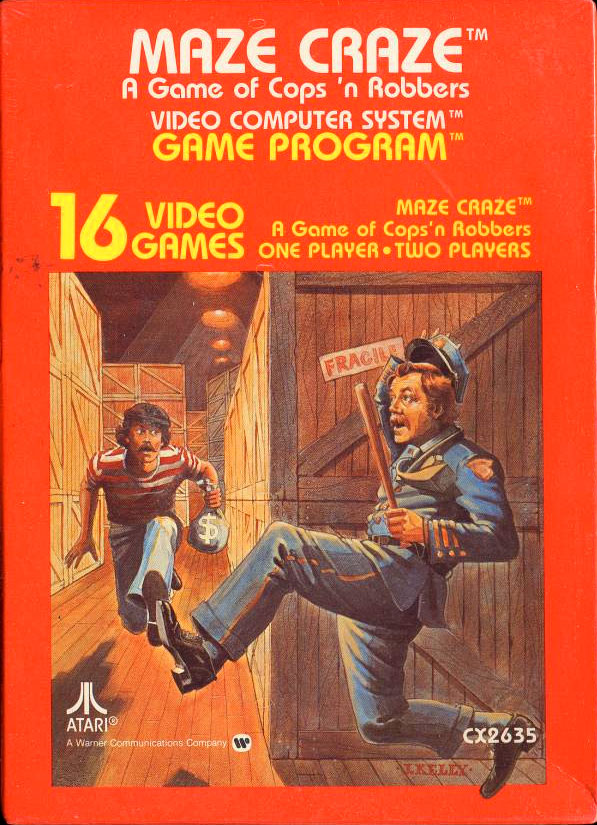 MAZE CRAZE™
A Game of Cops 'n Robbers
VIDEO COMPUTER SYSTEM™
GAME PROGRAM™
16 VIDEO GAMES
MAZE CRAZE™
A Game of Cops'n Robbers
ONE PLAYER • TWO PLAYERS
FRAGILE
$
ATARI®
A Warner Communications Company
CX2635
J.KELLY.